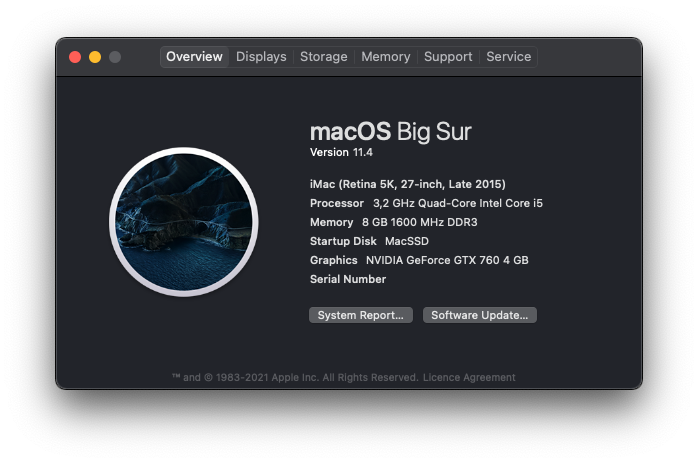 Overview Displays Storage Memory Support Service
macOS Big Sur
Version 11.4
iMac (Retina 5K, 27-inch, Late 2015)
Processor 3,2 GHz Quad-Core Intel Core i5
Memory 8 GB 1600 MHz DDR3
Startup Disk MacSSD
Graphics NVIDIA GeForce GTX 760 4 GB
Serial Number
System Report... Software Update...
™ and © 1983-2021 Apple Inc. All Rights Reserved. Licence Agreement